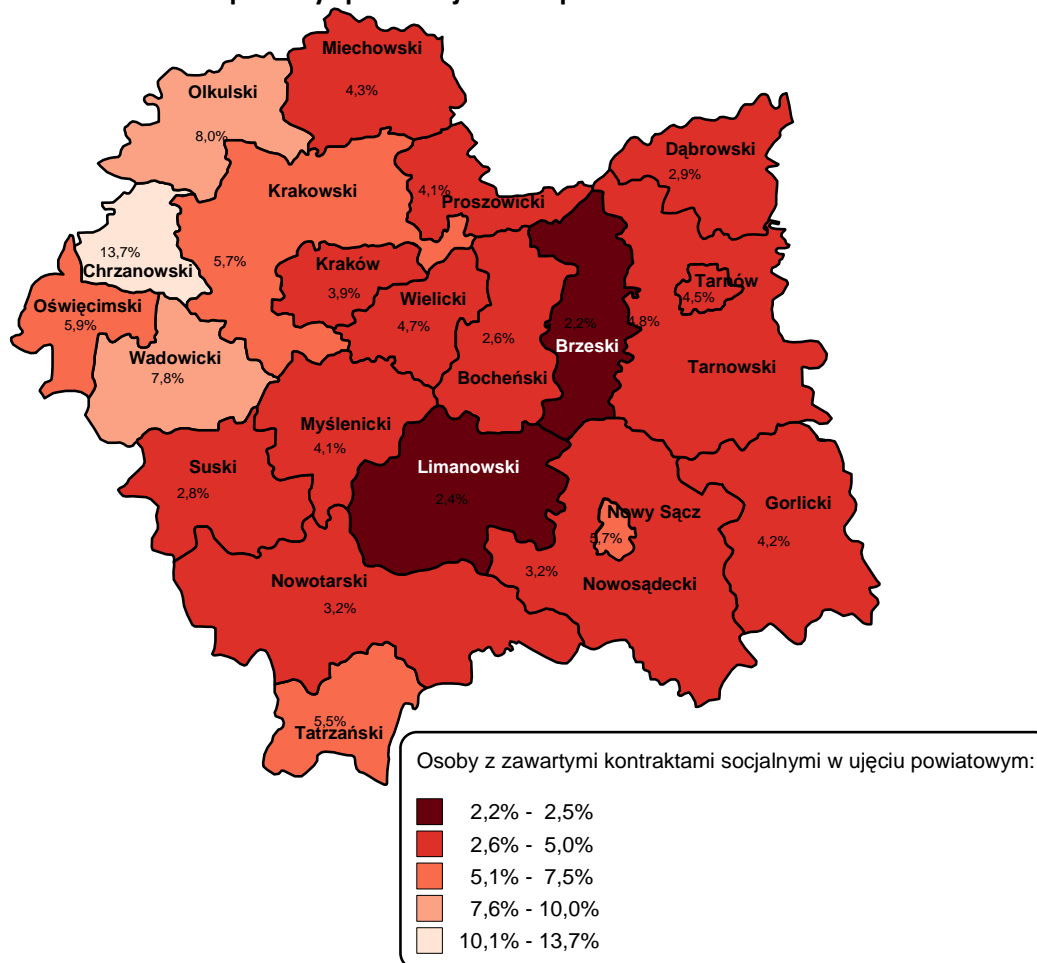 Miechowski
4,3%
Olkulski
8,0%
Dąbrowski
2,9%
Krakowski
5,7%
4,1%
Proszowicki
13,7%
Chrzanowski
Kraków
3,9%
Wielicki
4,7%
Tarnów
4,5%
Oświęcimski
5,9%
2,6%
Bocheński
2,2%
Brzeski
4,8%
Tarnowski
Wadowicki
7,8%
Myślenicki
4,1%
Suski
2,8%
Limanowski
2,4%
Nowy Sącz
5,7%
Gorlicki
4,2%
3,2%
Nowosądecki
Nowotarski
3,2%
5,5%
Tatrzański
Osoby z zawartymi kontraktami socjalnymi w ujęciu powiatowym:
2,2% - 2,5%
2,6% - 5,0%
5,1% - 7,5%
7,6% - 10,0%
10,1% - 13,7%